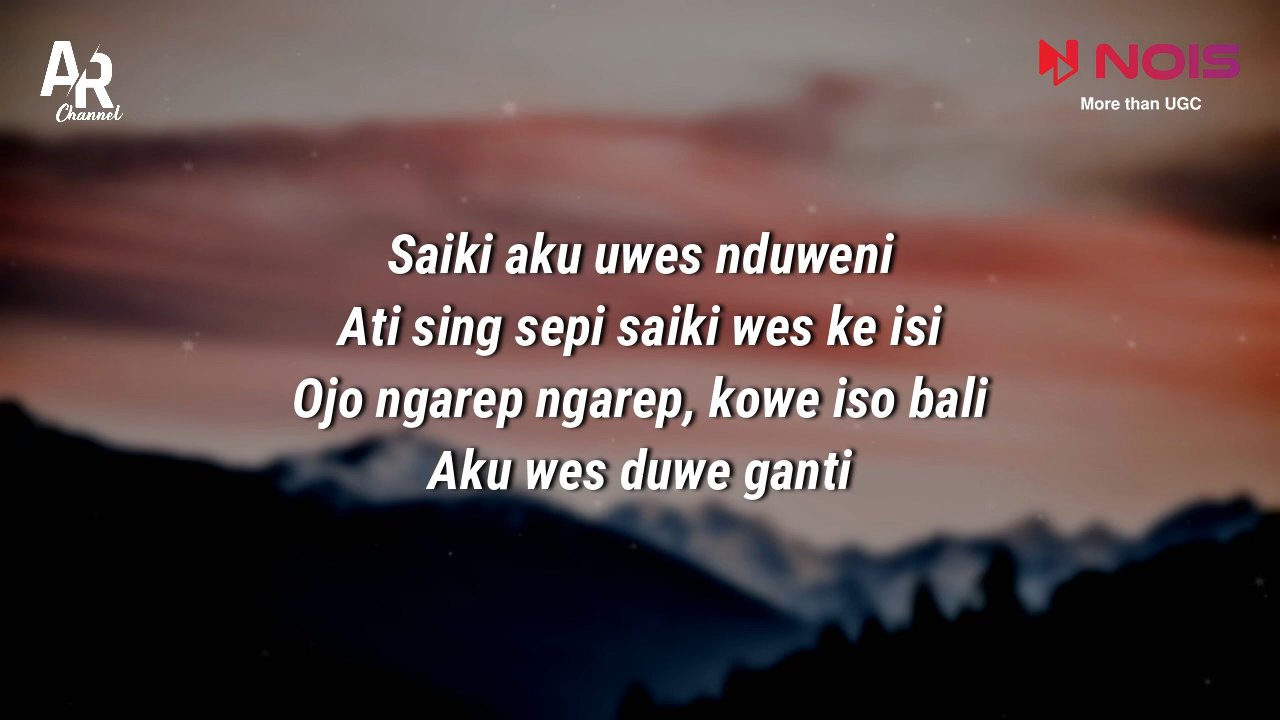 AR
Channel
NOIS
More than UGC
Saiki aku uwes nduweni
Ati sing sepi saiki wes ke isi
Ojo ngarep ngarep, kowe iso bali
Aku wes duwe ganti